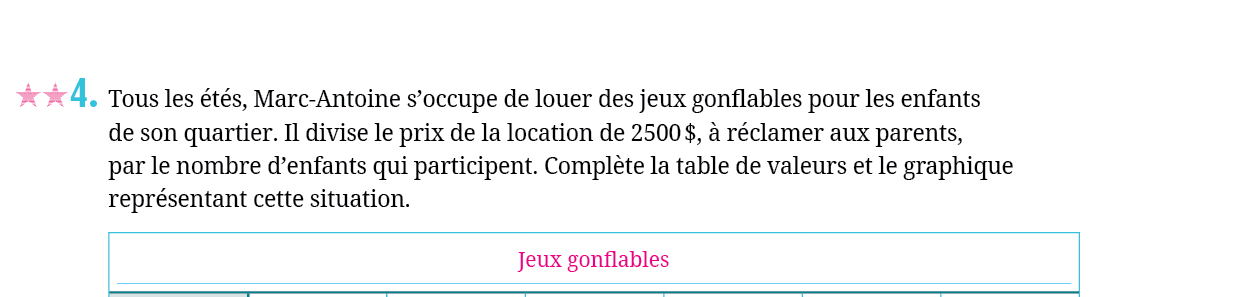 ★★4. Tous les étés, Marc-Antoine s’occupe de louer des jeux gonflables pour les enfants
de son quartier. Il divise le prix de la location de 2500 $, à réclamer aux parents,
par le nombre d’enfants qui participent. Complète la table de valeurs et le graphique
représentant cette situation.
Jeux gonflables